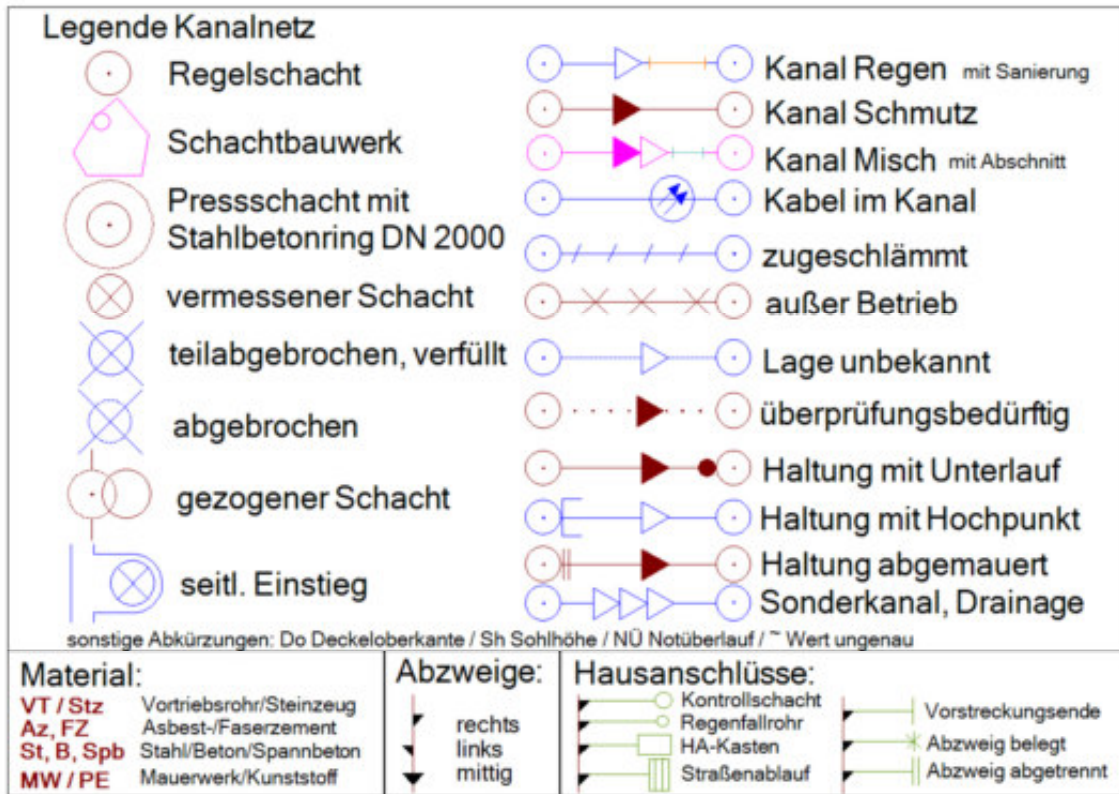 Legende Kanalnetz
Regelschacht
Schachtbauwerk
Pressschacht mit
Stahlbetonring DN 2000
vermessener Schacht
teilabgebrochen, verfüllt
abgebrochen
gezogener Schacht
seitl. Einstieg
Kanal Regen mit Sanierung
Kanal Schmutz
Kanal Misch mit Abschnitt
Kabel im Kanal
zugeschlämmt
außer Betrieb
Lage unbekannt
überprüfungsbedürftig
Haltung mit Unterlauf
Haltung mit Hochpunkt
Haltung abgemauert
Sonderkanal, Drainage
sonstige Abkürzungen: Do Deckeloberkante / Sh Sohlhöhe / NÜ Notüberlauf / ~ Wert ungenau
Material:
VT / Stz Vortriebsrohr/Steinzeug
Az, FZ Asbest-/Faserzement
St, B, Spb Stahl/Beton/Spannbeton
MW / PE Mauerwerk/Kunststoff
Abzweige:
rechts
links
mittig
Hausanschlüsse:
Kontrollschacht
Regenfallrohr
HA-Kasten
Straßenablauf
Vorstreckungsende
Abzweig belegt
Abzweig abgetrennt